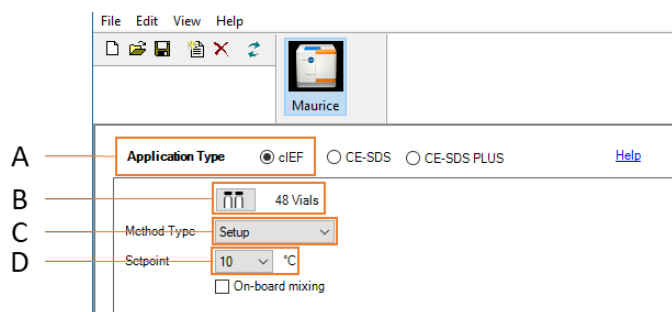 File Edit View Help
Maurice
A Application Type cIEF CE-SDS CE-SDS PLUS Help
B 48 Vials
C Method Type Setup
D Setpoint 10 °C
On-board mixing